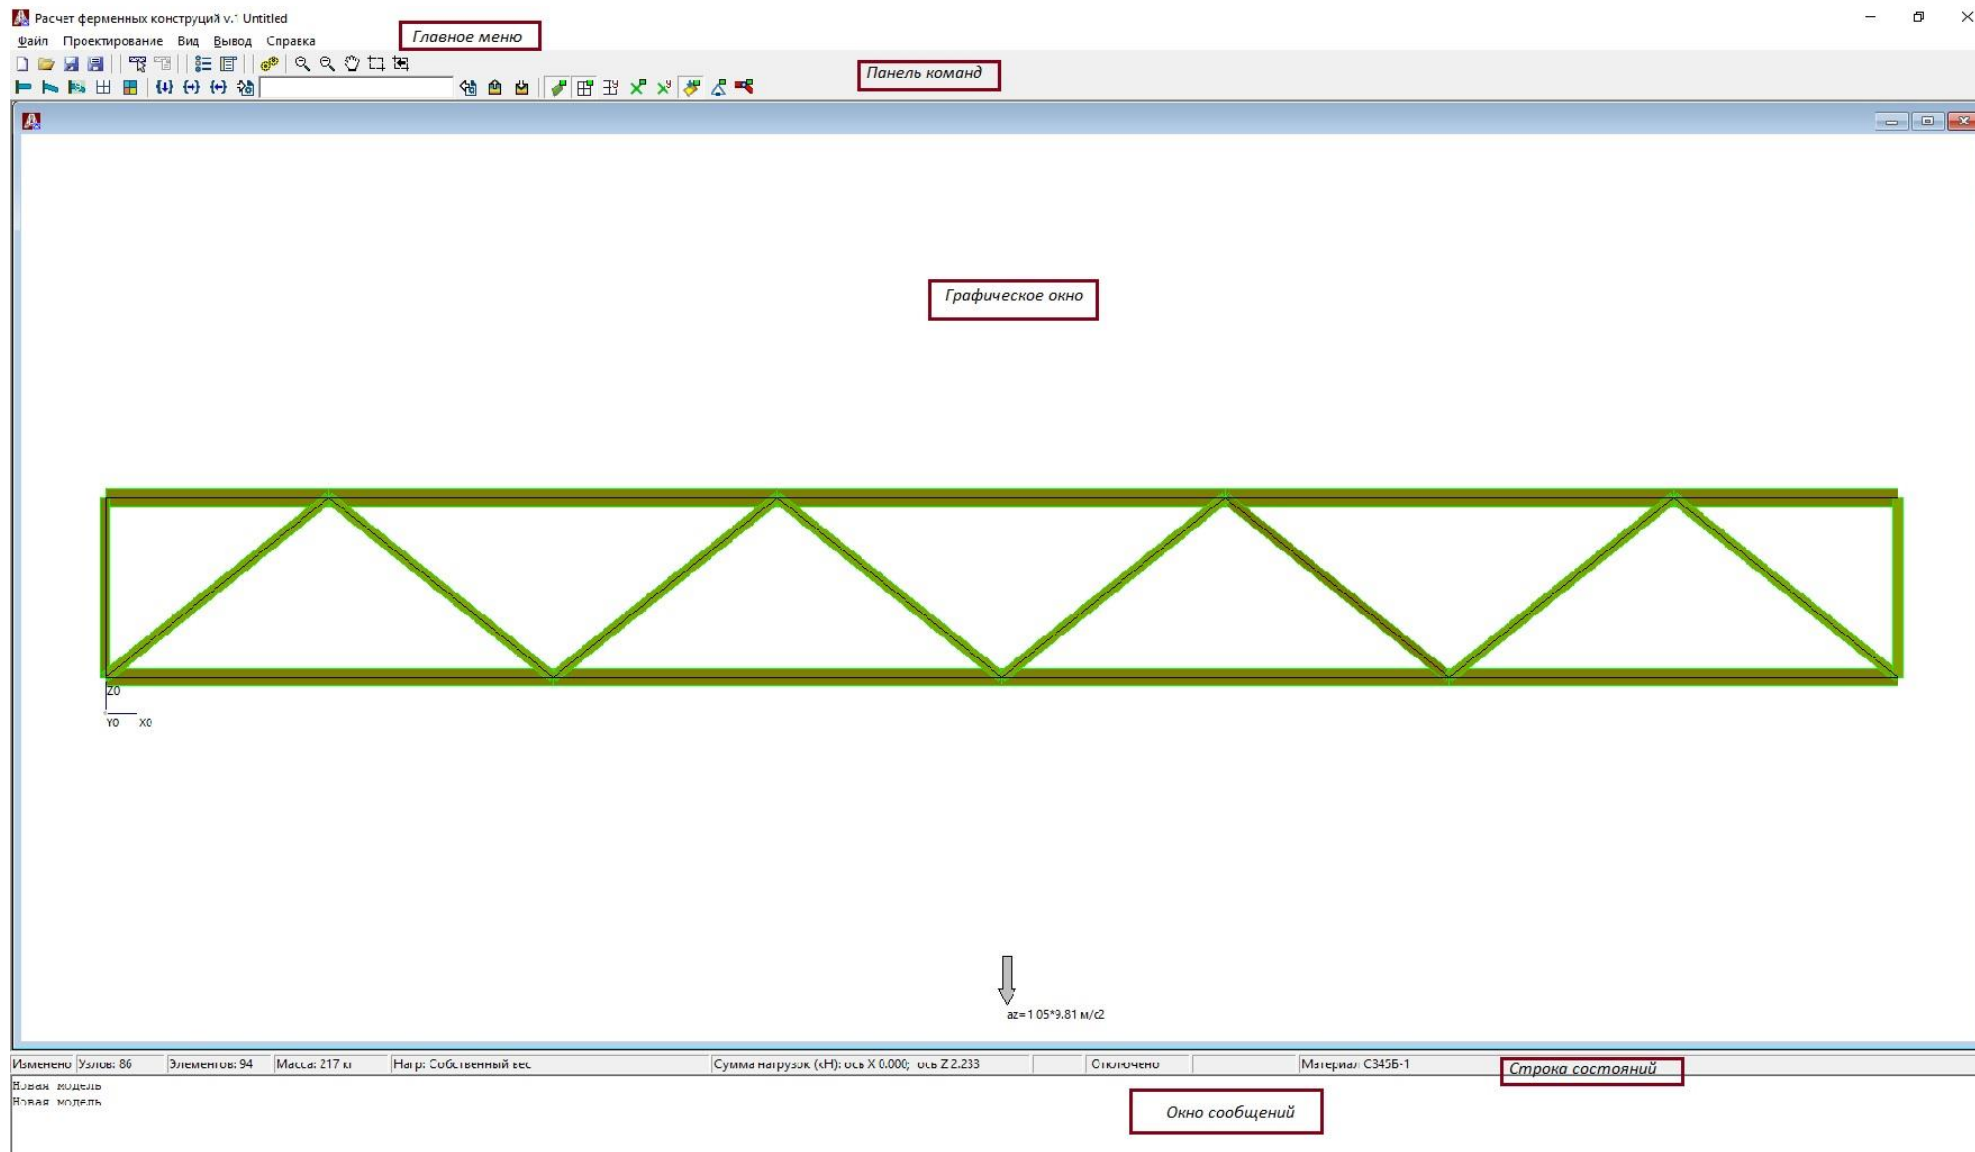 Расчет ферменных конструций v.1 Untitled
Файл Проектирование Вид Вывод Справка
Главное меню
Панель команд
Графическое окно
Z0
Y0 X0
az=1.05*9.81 м/с2
Изменено Узлов: 86 Элементов: 94 Масса: 217 кг Нагр: Собственный вес Сумма нагрузок (кН): ось X 0.000; ось Z 2.233 Отключено Материал С345Б-1
Строка состояний
Новая модель
Новая модель
Окно сообщений